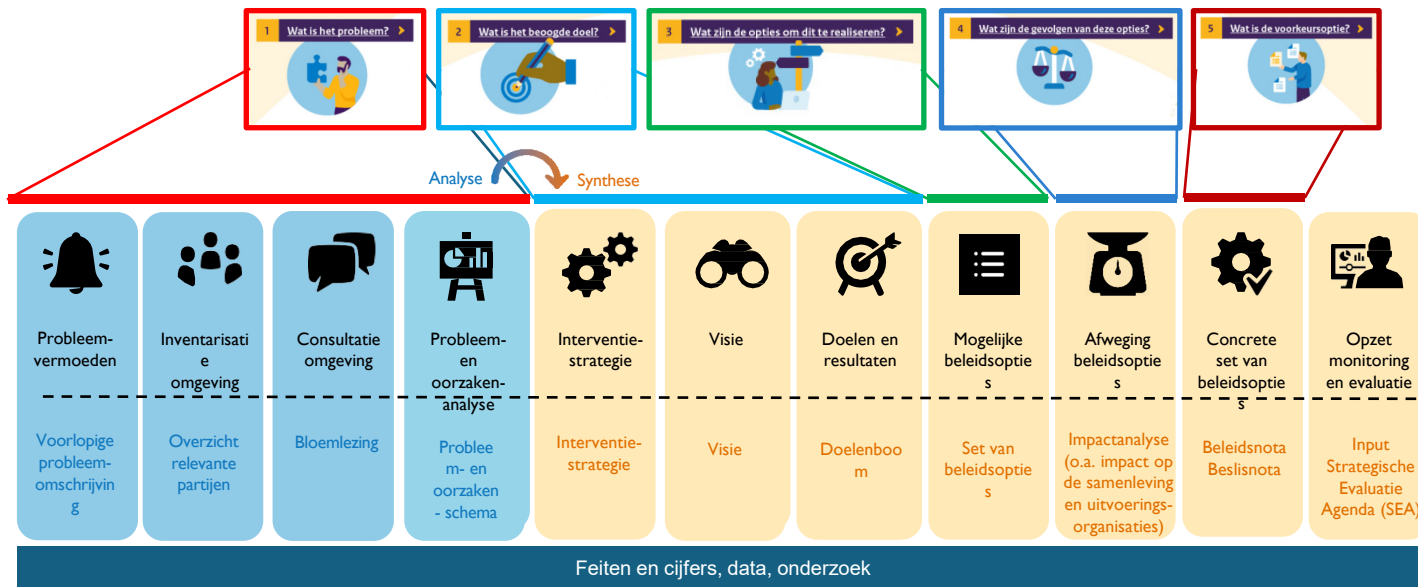 1 Wat is het probleem?
2 Wat is het beoogde doel?
3 Wat zijn de opties om dit te realiseren?
4 Wat zijn de gevolgen van deze opties?
5 Wat is de voorkeursoptie?
Analyse
Synthese
Probleem-
vermoeden
Inventarisati
e
omgeving
Consultatie
omgeving
Probleem-
en
oorzaken-
analyse
Interventie-
strategie
Visie
Doelen en
resultaten
Mogelijke
beleidsoptie
s
Afweging
beleidsoptie
s
Concrete
set van
beleidsoptie
s
Opzet
monitoring
en evaluatie
Voorlopige
probleem-
omschrijvin
g
Overzicht
relevante
partijen
Bloemlezing
Problee
m- en
oorzaken
- schema
Interventie-
strategie
Visie
Doelenboo
m
Set van
beleidsoptie
s
Impactanalyse
(o.a. impact op
de samenleving
en uitvoerings-
organisaties)
Beleidsnota
Beslisnota
Input
Strategische
Evaluatie
Agenda (SEA)
Feiten en cijfers, data, onderzoek